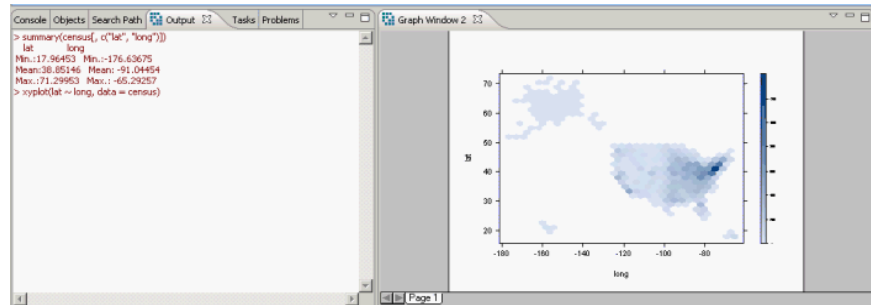 Console Objects Search Path Output Tasks Problems
> summary(census[, c("lat", "long")])
lat long
Min.:17.96453 Min.:-176.63675
Mean:38.85146 Mean: -91.04454
Max.:71.29953 Max.: -65.29257
> xyplot(lat ~ long, data = census)
Graph Window 2
70
60
50
40
30
20
lat
-180 -160 -140 -120 -100 -80
long
Page 1